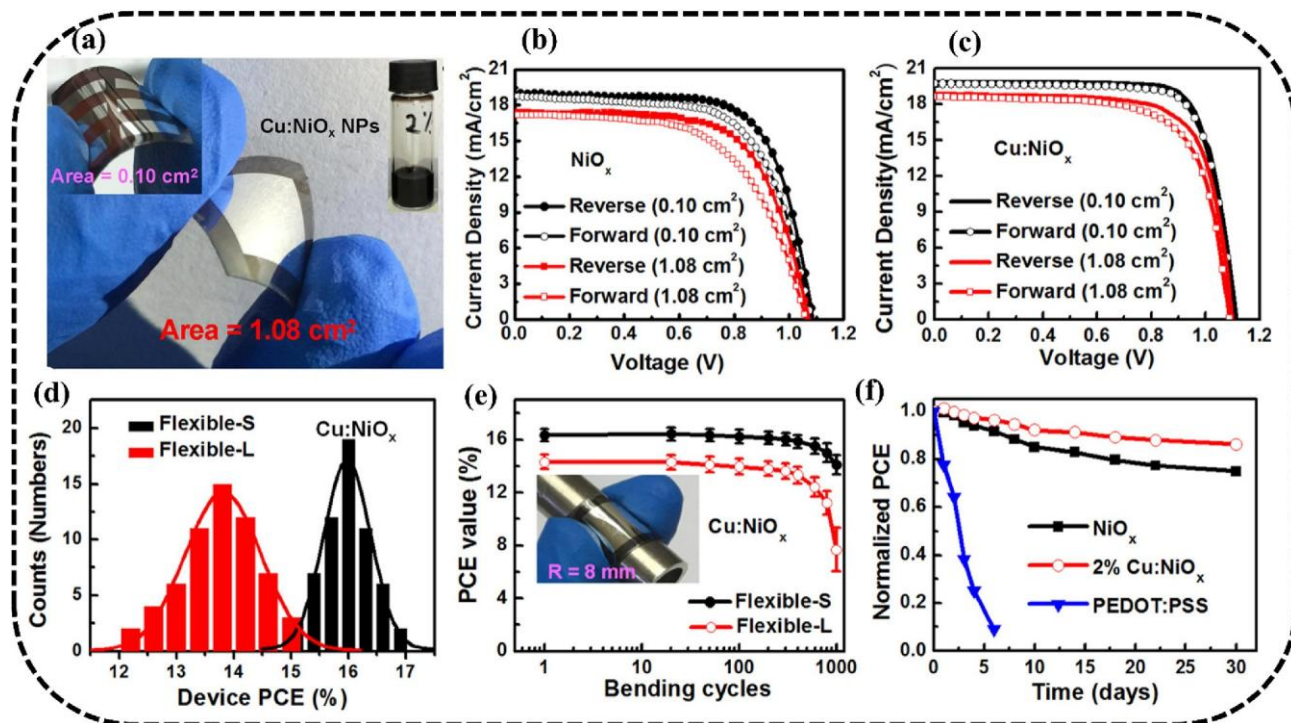 (a)
Cu:NiOₓ NPs
2%
Area = 0.10 cm²
Area = 1.08 cm²
(b)
21
18
15
12
9
6
3
0
Current Density (mA/cm²)
NiOₓ
Reverse (0.10 cm²)
Forward (0.10 cm²)
Reverse (1.08 cm²)
Forward (1.08 cm²)
0.0 0.2 0.4 0.6 0.8 1.0 1.2
Voltage (V)
(c)
21
18
15
12
9
6
3
0
Current Density(mA/cm²)
Cu:NiOₓ
Reverse (0.10 cm²)
Forward (0.10 cm²)
Reverse (1.08 cm²)
Forward (1.08 cm²)
0.0 0.2 0.4 0.6 0.8 1.0 1.2
Voltage (V)
(d)
20
15
10
5
0
Counts (Numbers)
Flexible-S
Flexible-L
Cu:NiOₓ
12 13 14 15 16 17
Device PCE (%)
(e)
20
16
12
8
4
0
PCE value (%)
Cu:NiOₓ
R = 8 mm
Flexible-S
Flexible-L
1 10 100 1000
Bending cycles
(f)
1.0
0.8
0.6
0.4
0.2
0.0
Normalized PCE
NiOₓ
2% Cu:NiOₓ
PEDOT:PSS
0 5 10 15 20 25 30
Time (days)